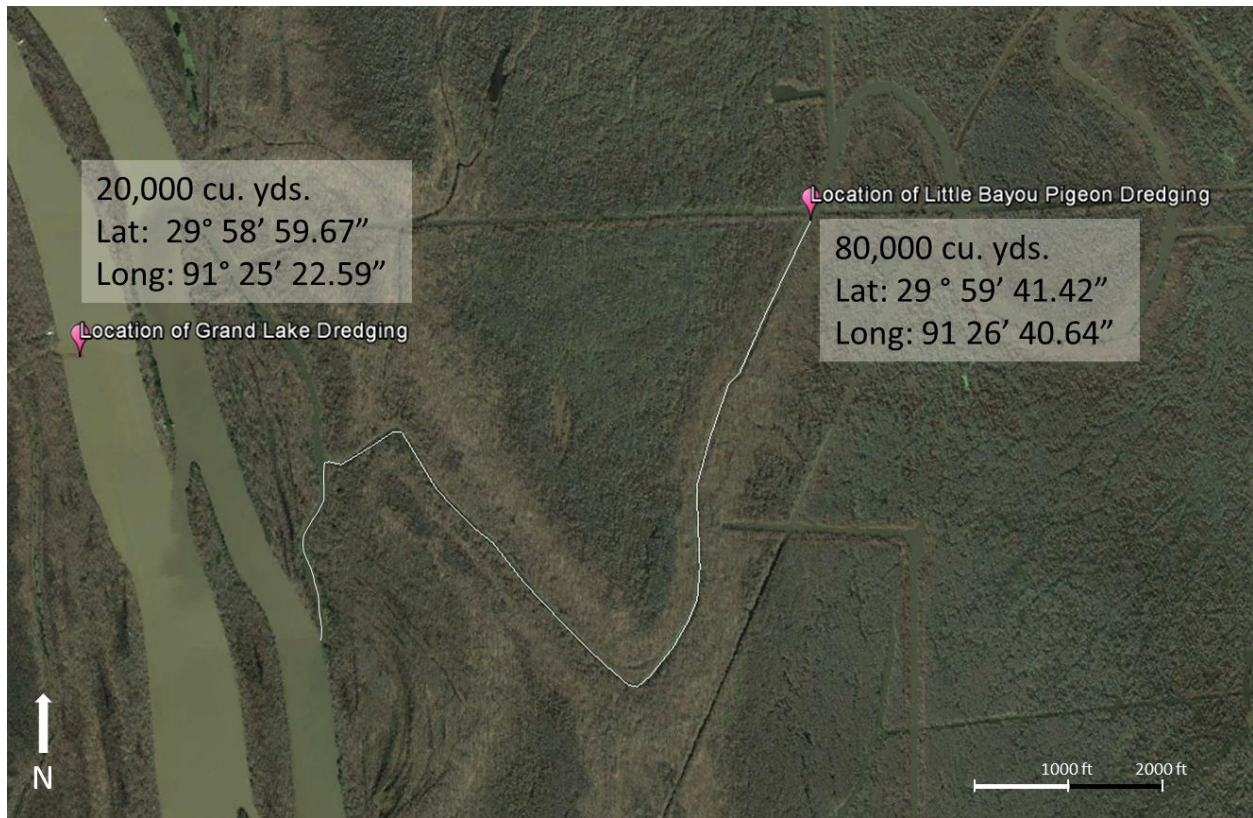 20,000 cu. yds.
Lat:  29° 58’ 59.67”
Long: 91° 25’ 22.59”
Location of Grand Lake Dredging
Location of Little Bayou Pigeon Dredging
80,000 cu. yds.
Lat: 29 ° 59’ 41.42”
Long: 91 26’ 40.64”
N
1000 ft
2000 ft